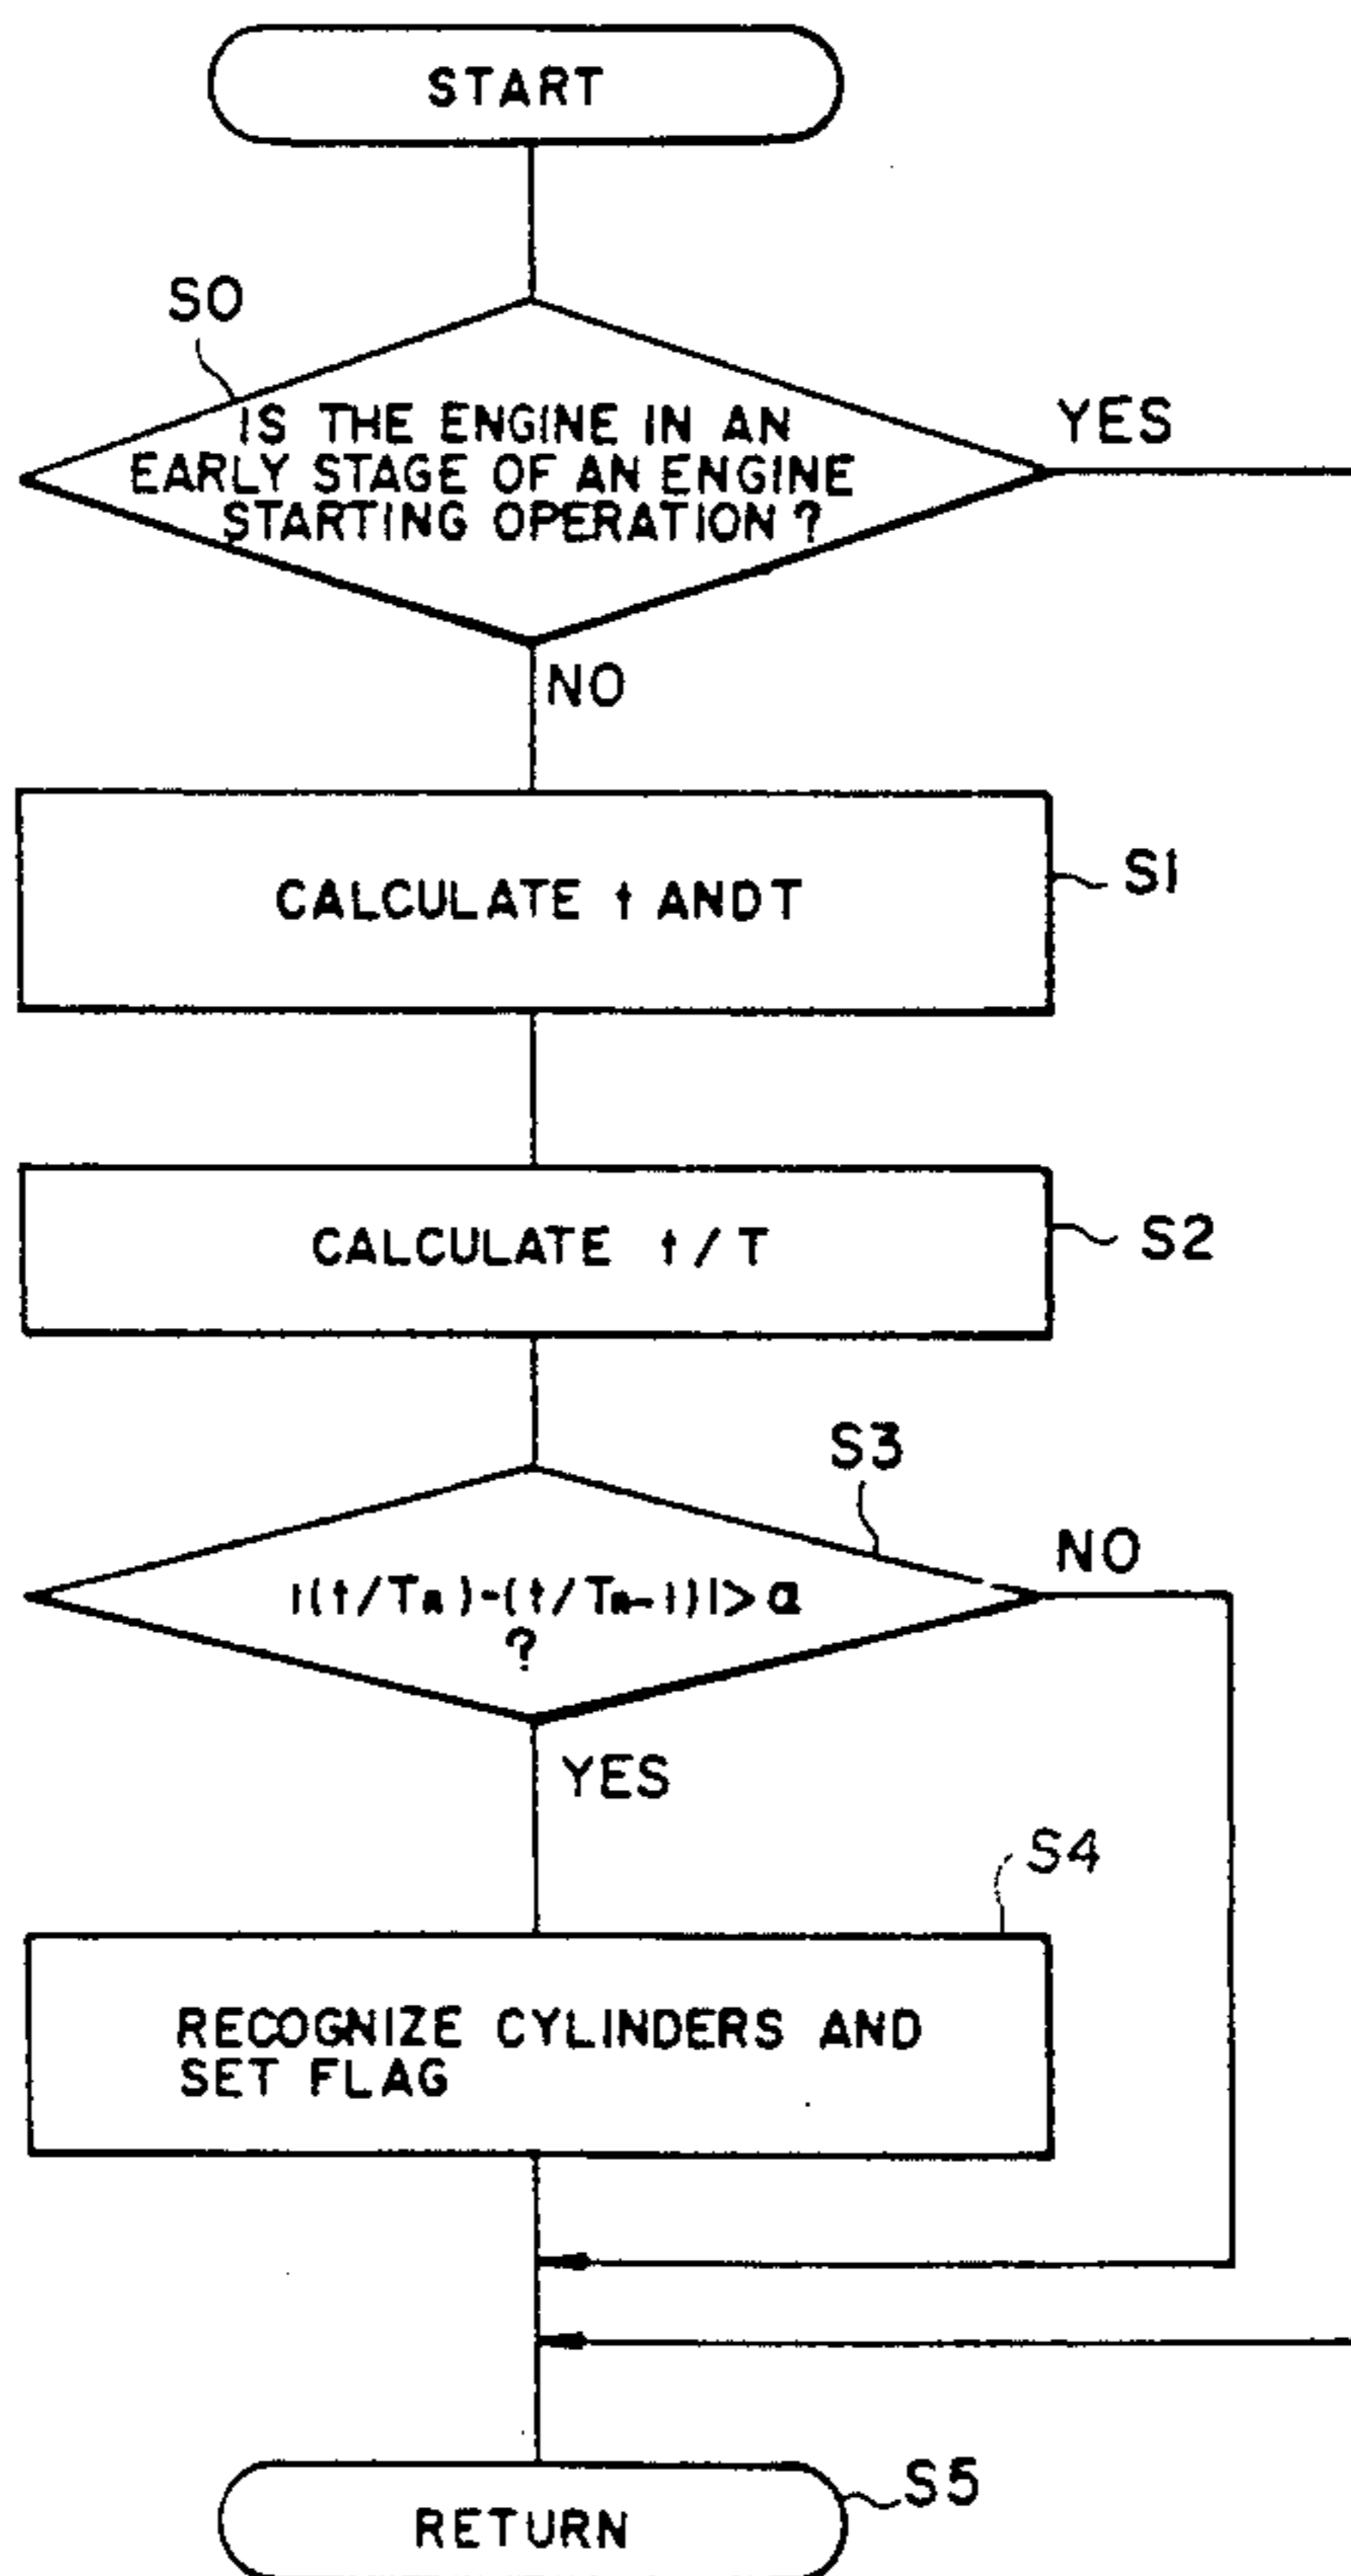 START
S0
IS THE ENGINE IN AN
EARLY STAGE OF AN ENGINE
STARTING OPERATION ?
YES
NO
CALCULATE t ANDT
S1
CALCULATE t / T
S2
S3
|(t/Tn)-(t/Tn-1)|> α
?
NO
YES
S4
RECOGNIZE CYLINDERS AND
SET FLAG
RETURN
S5